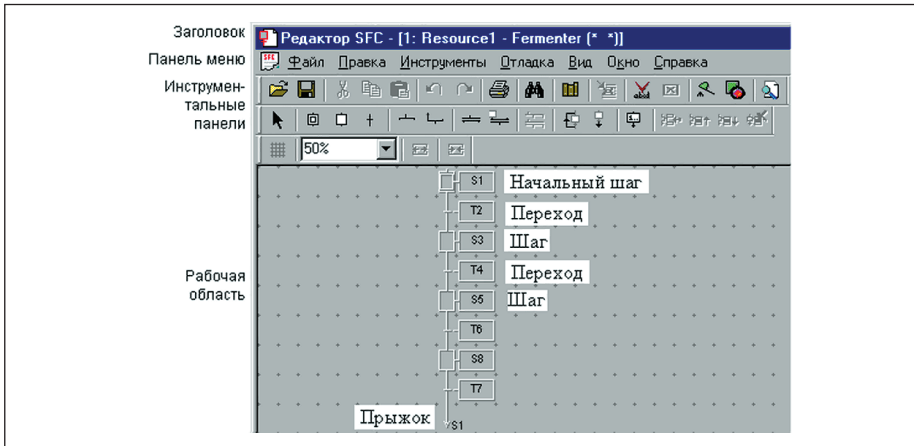 Заголовок
Редактор SFC - [1: Resource1 - Fermenter (* *)]
Панель меню
SFC Файл Правка Инструменты Отладка Вид Окно Справка
Инструмен-
тальные
панели
50%
S1 Начальный шаг
T2 Переход
S3 Шаг
T4 Переход
Рабочая
область
S5 Шаг
T6
S8
T7
Прыжок S1